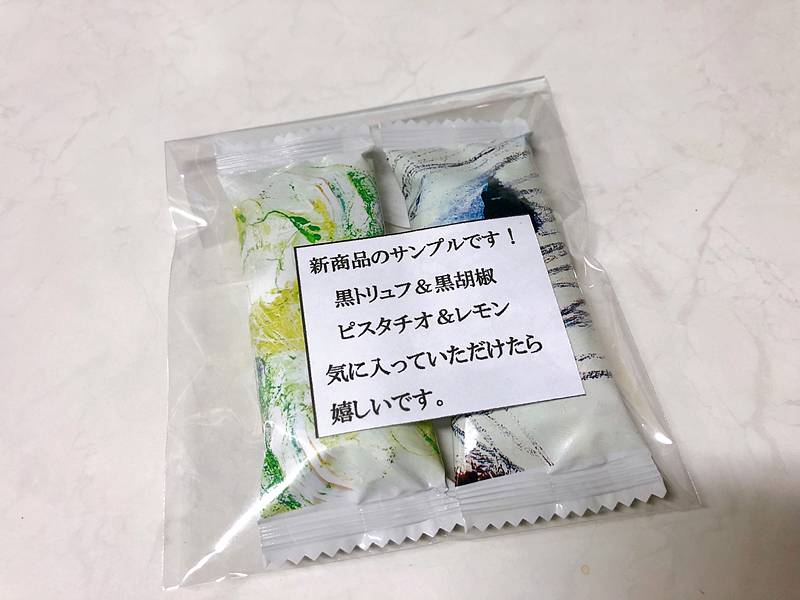 新商品のサンプルです！
黒トリュフ＆黒胡椒
ピスタチオ＆レモン
気に入っていただけたら
嬉しいです。